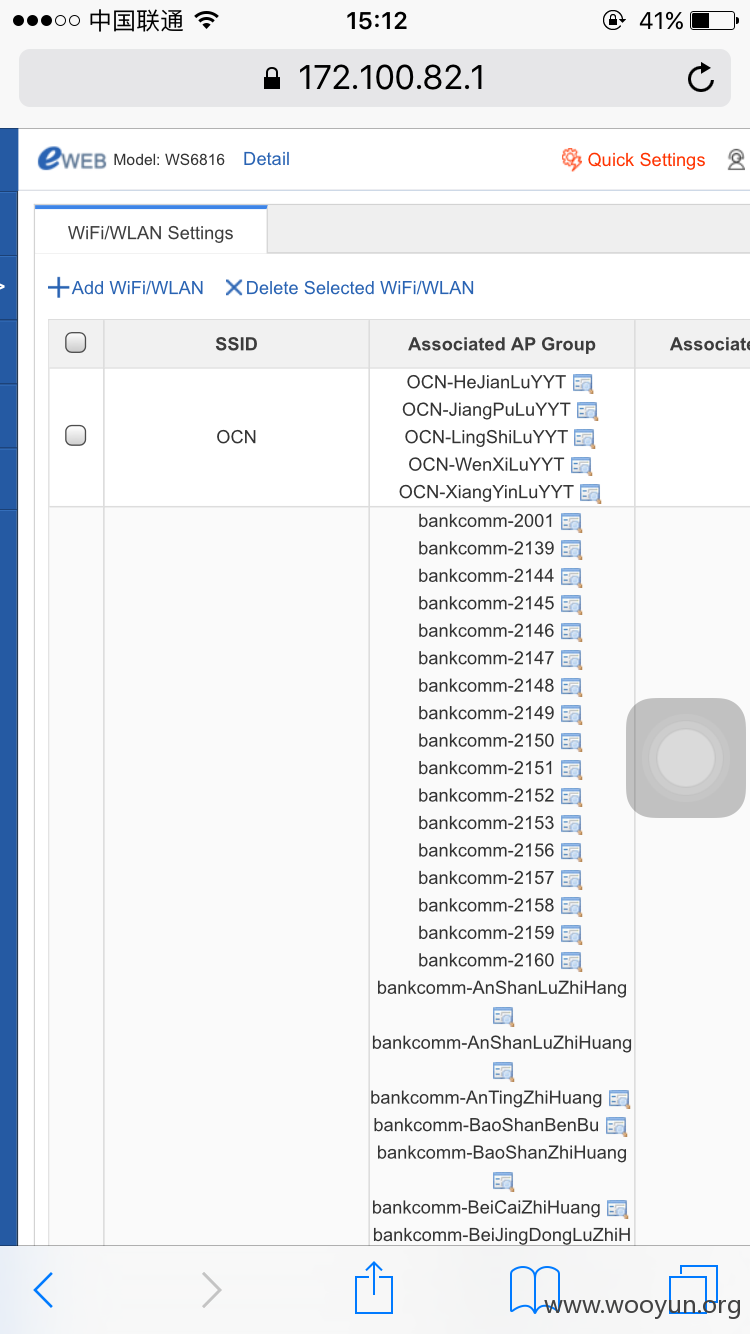 中国联通 15:12 41%
172.100.82.1
eWEB Model: WS6816 Detail Quick Settings
WiFi/WLAN Settings
Add WiFi/WLAN Delete Selected WiFi/WLAN
SSID Associated AP Group Associate
OCN-HeJianLuYYT
OCN-JiangPuLuYYT
OCN OCN-LingShiLuYYT
OCN-WenXiLuYYT
OCN-XiangYinLuYYT
bankcomm-2001
bankcomm-2139
bankcomm-2144
bankcomm-2145
bankcomm-2146
bankcomm-2147
bankcomm-2148
bankcomm-2149
bankcomm-2150
bankcomm-2151
bankcomm-2152
bankcomm-2153
bankcomm-2156
bankcomm-2157
bankcomm-2158
bankcomm-2159
bankcomm-2160
bankcomm-AnShanLuZhiHang
bankcomm-AnShanLuZhiHuang
bankcomm-AnTingZhiHuang
bankcomm-BaoShanBenBu
bankcomm-BaoShanZhiHuang
bankcomm-BeiCaiZhiHuang
bankcomm-BeiJingDongLuZhiH
www.wooyun.org